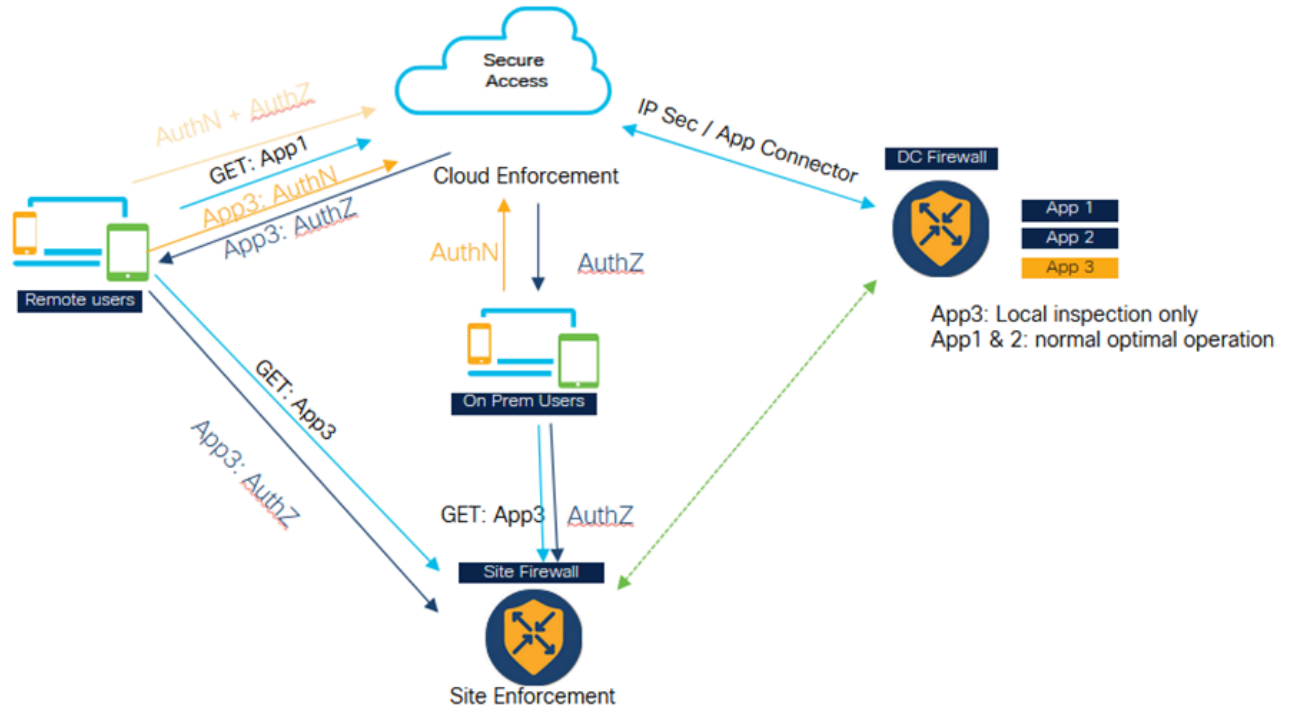 Secure
Access
AuthN + AuthZ
GET: App1
App3: AuthN
App3: AuthZ
IP Sec / App Connector
Cloud Enforcement
DC Firewall
App 1
App 2
App 3
AuthN
AuthZ
Remote users
App3: Local inspection only
App1 & 2: normal optimal operation
On Prem Users
GET: App3
App3: AuthZ
GET: App3
AuthZ
Site Firewall
Site Enforcement